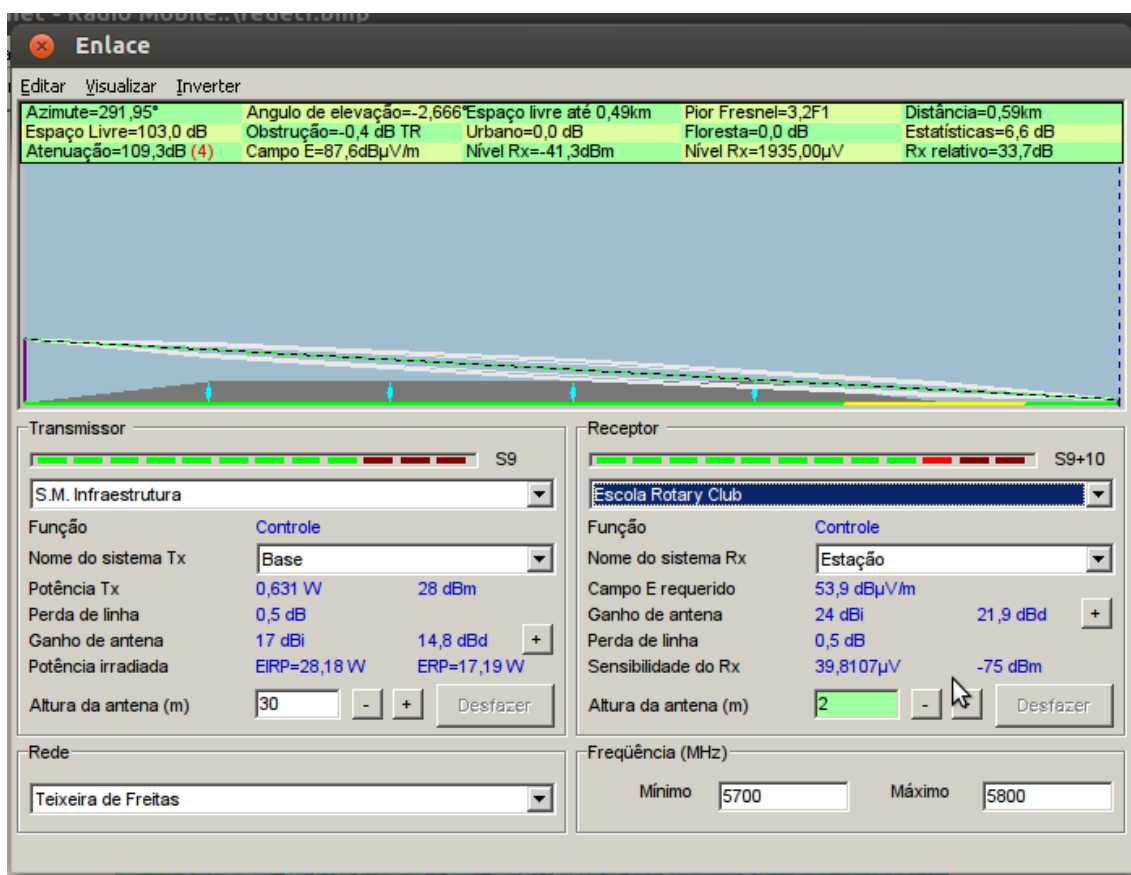 net - Radio Mobile..\redetf.bmp
Enlace
Editar Visualizar Inverter
Azimute=291,95° Angulo de elevação=-2,666° Espaço livre até 0,49km Pior Fresnel=3,2F1 Distância=0,59km
Espaço Livre=103,0 dB Obstrução=-0,4 dB TR Urbano=0,0 dB Floresta=0,0 dB Estatísticas=6,6 dB
Atenuação=109,3dB (4) Campo E=87,6dBµV/m Nível Rx=-41,3dBm Nível Rx=1935,00µV Rx relativo=33,7dB
Transmissor
S9
S.M. Infraestrutura
Função Controle
Nome do sistema Tx Base
Potência Tx 0,631 W 28 dBm
Perda de linha 0,5 dB
Ganho de antena 17 dBi 14,8 dBd +
Potência irradiada EIRP=28,18 W ERP=17,19 W
Altura da antena (m) 30 - + Desfazer
Receptor
S9+10
Escola Rotary Club
Função Controle
Nome do sistema Rx Estação
Campo E requerido 53,9 dBµV/m
Ganho de antena 24 dBi 21,9 dBd +
Perda de linha 0,5 dB
Sensibilidade do Rx 39,8107µV -75 dBm
Altura da antena (m) 2 - Desfazer
Rede
Teixeira de Freitas
Freqüência (MHz)
Mínimo 5700 Máximo 5800